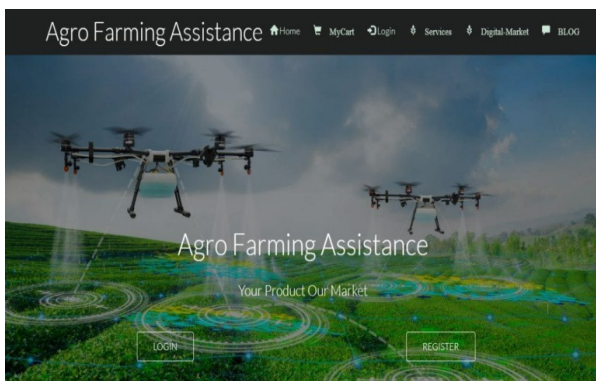 Agro Farming Assistance Home MyCart Login Services Digital-Market BLOG
Agro Farming Assistance
Your Product Our Market
LOGIN REGISTER